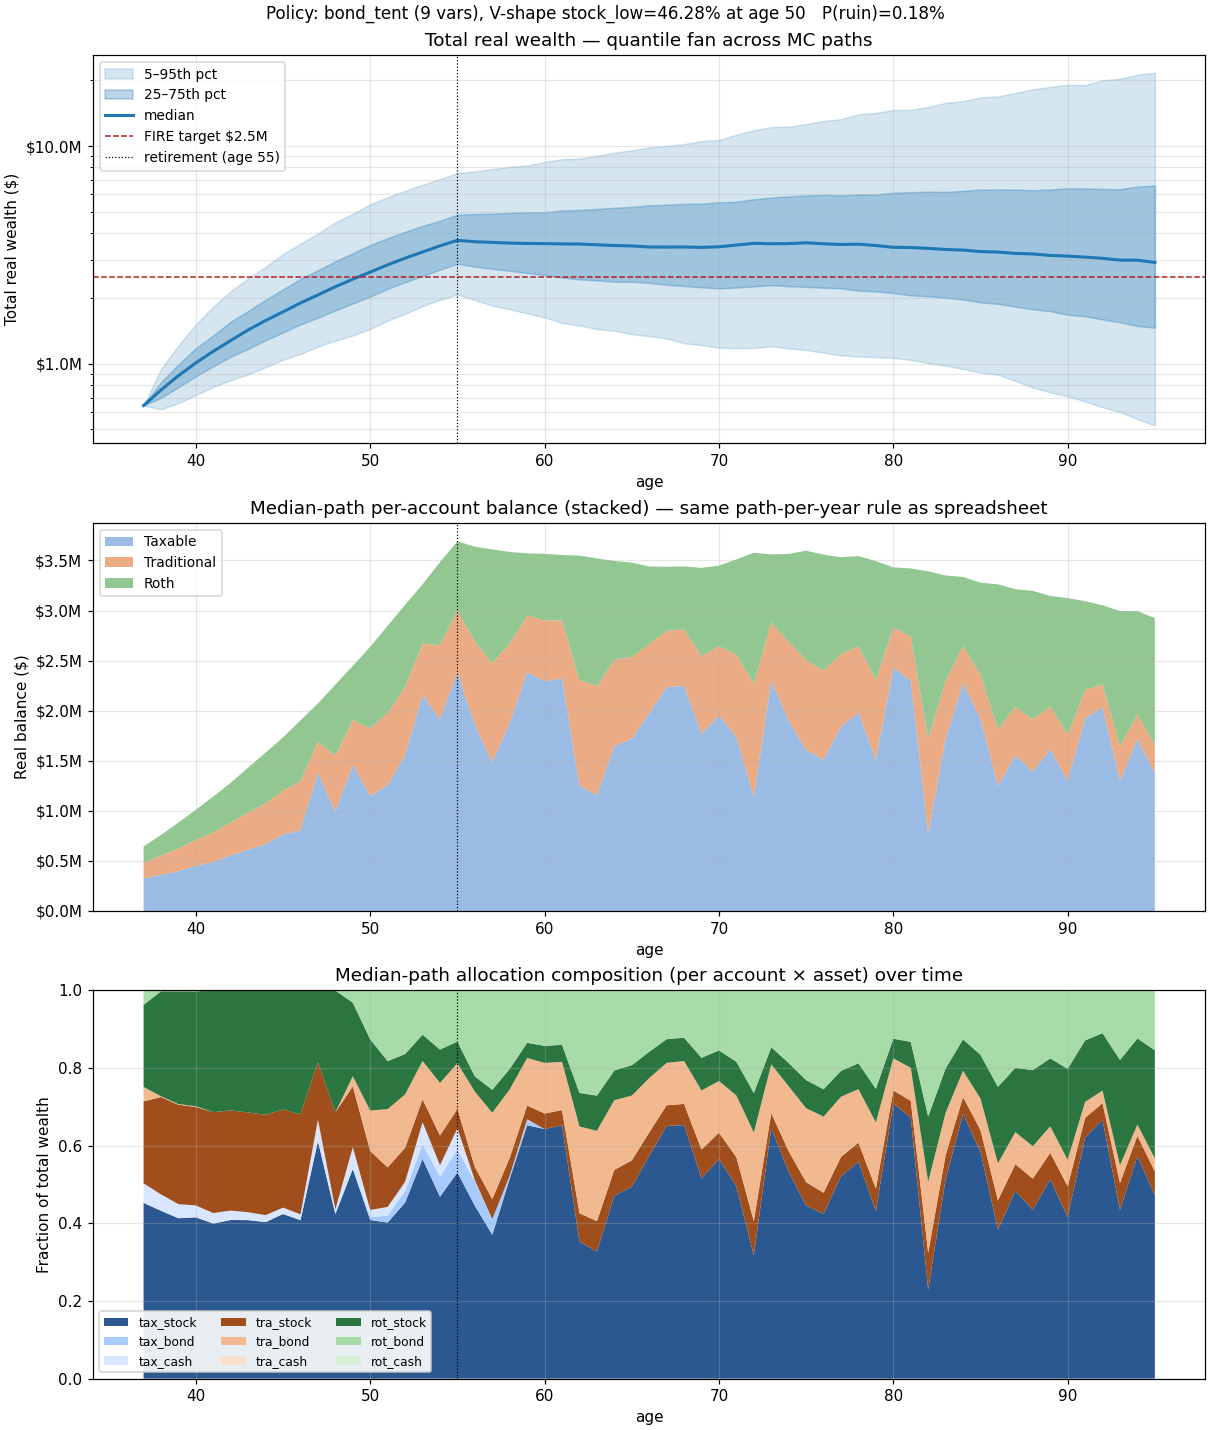 Policy: bond_tent (9 vars), V-shape stock_low=46.28% at age 50   P(ruin)=0.18%
Total real wealth — quantile fan across MC paths
5–95th pct
25–75th pct
median
FIRE target $2.5M
retirement (age 55)
$10.0M
$1.0M
Total real wealth ($)
40 50 60 70 80 90
age
Median-path per-account balance (stacked) — same path-per-year rule as spreadsheet
Taxable
Traditional
Roth
$3.5M
$3.0M
$2.5M
$2.0M
$1.5M
$1.0M
$0.5M
$0.0M
Real balance ($)
40 50 60 70 80 90
age
Median-path allocation composition (per account × asset) over time
1.0
0.8
0.6
0.4
0.2
0.0
Fraction of total wealth
tax_stock tra_stock rot_stock
tax_bond tra_bond rot_bond
tax_cash tra_cash rot_cash
40 50 60 70 80 90
age